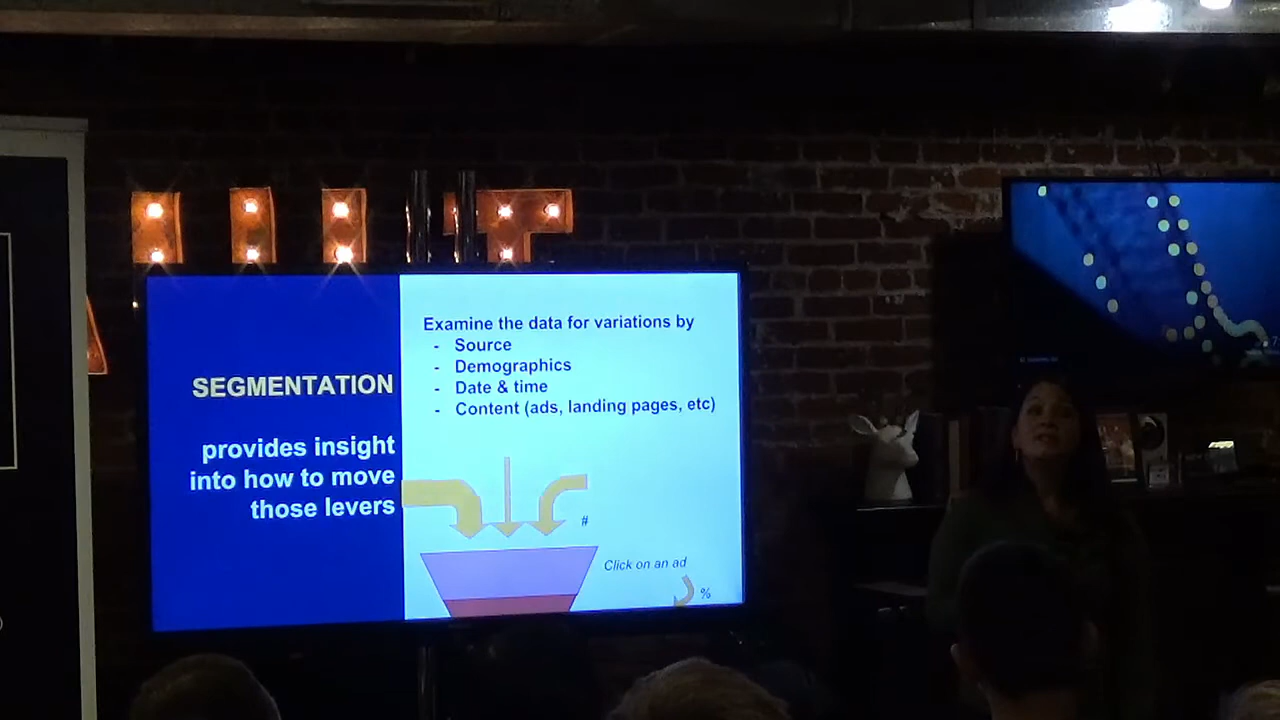 SEGMENTATION
provides insight
into how to move
those levers
Examine the data for variations by
- Source
- Demographics
- Date & time
- Content (ads, landing pages, etc)
#
Click on an ad
%